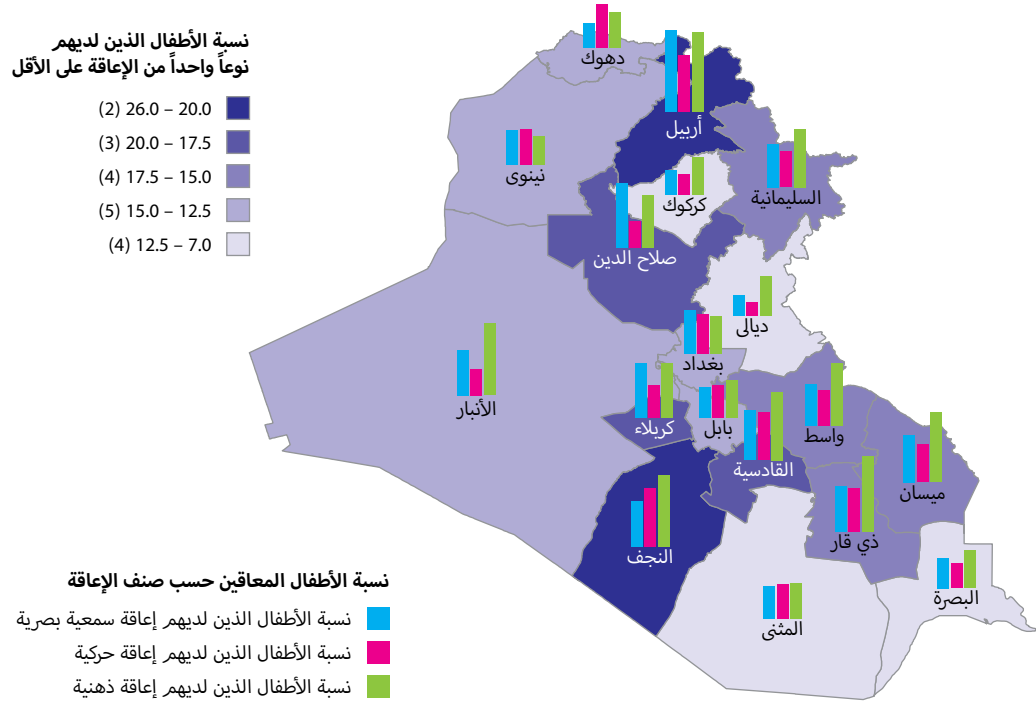 نسبة الأطفال الذين لديهم
نوعاً واحداً من الإعاقة على الأقل
26.0 – 20.0 (2)
20.0 – 17.5 (3)
17.5 – 15.0 (4)
15.0 – 12.5 (5)
12.5 – 7.0 (4)
دهوك
أربيل
نينوى
السليمانية
كركوك
صلاح الدين
ديالى
بغداد
الأنبار
كربلاء
بابل
واسط
القادسية
ميسان
ذي قار
النجف
البصرة
المثنى
نسبة الأطفال المعاقين حسب صنف الإعاقة
نسبة الأطفال الذين لديهم إعاقة سمعية بصرية
نسبة الأطفال الذين لديهم إعاقة حركية
نسبة الأطفال الذين لديهم إعاقة ذهنية